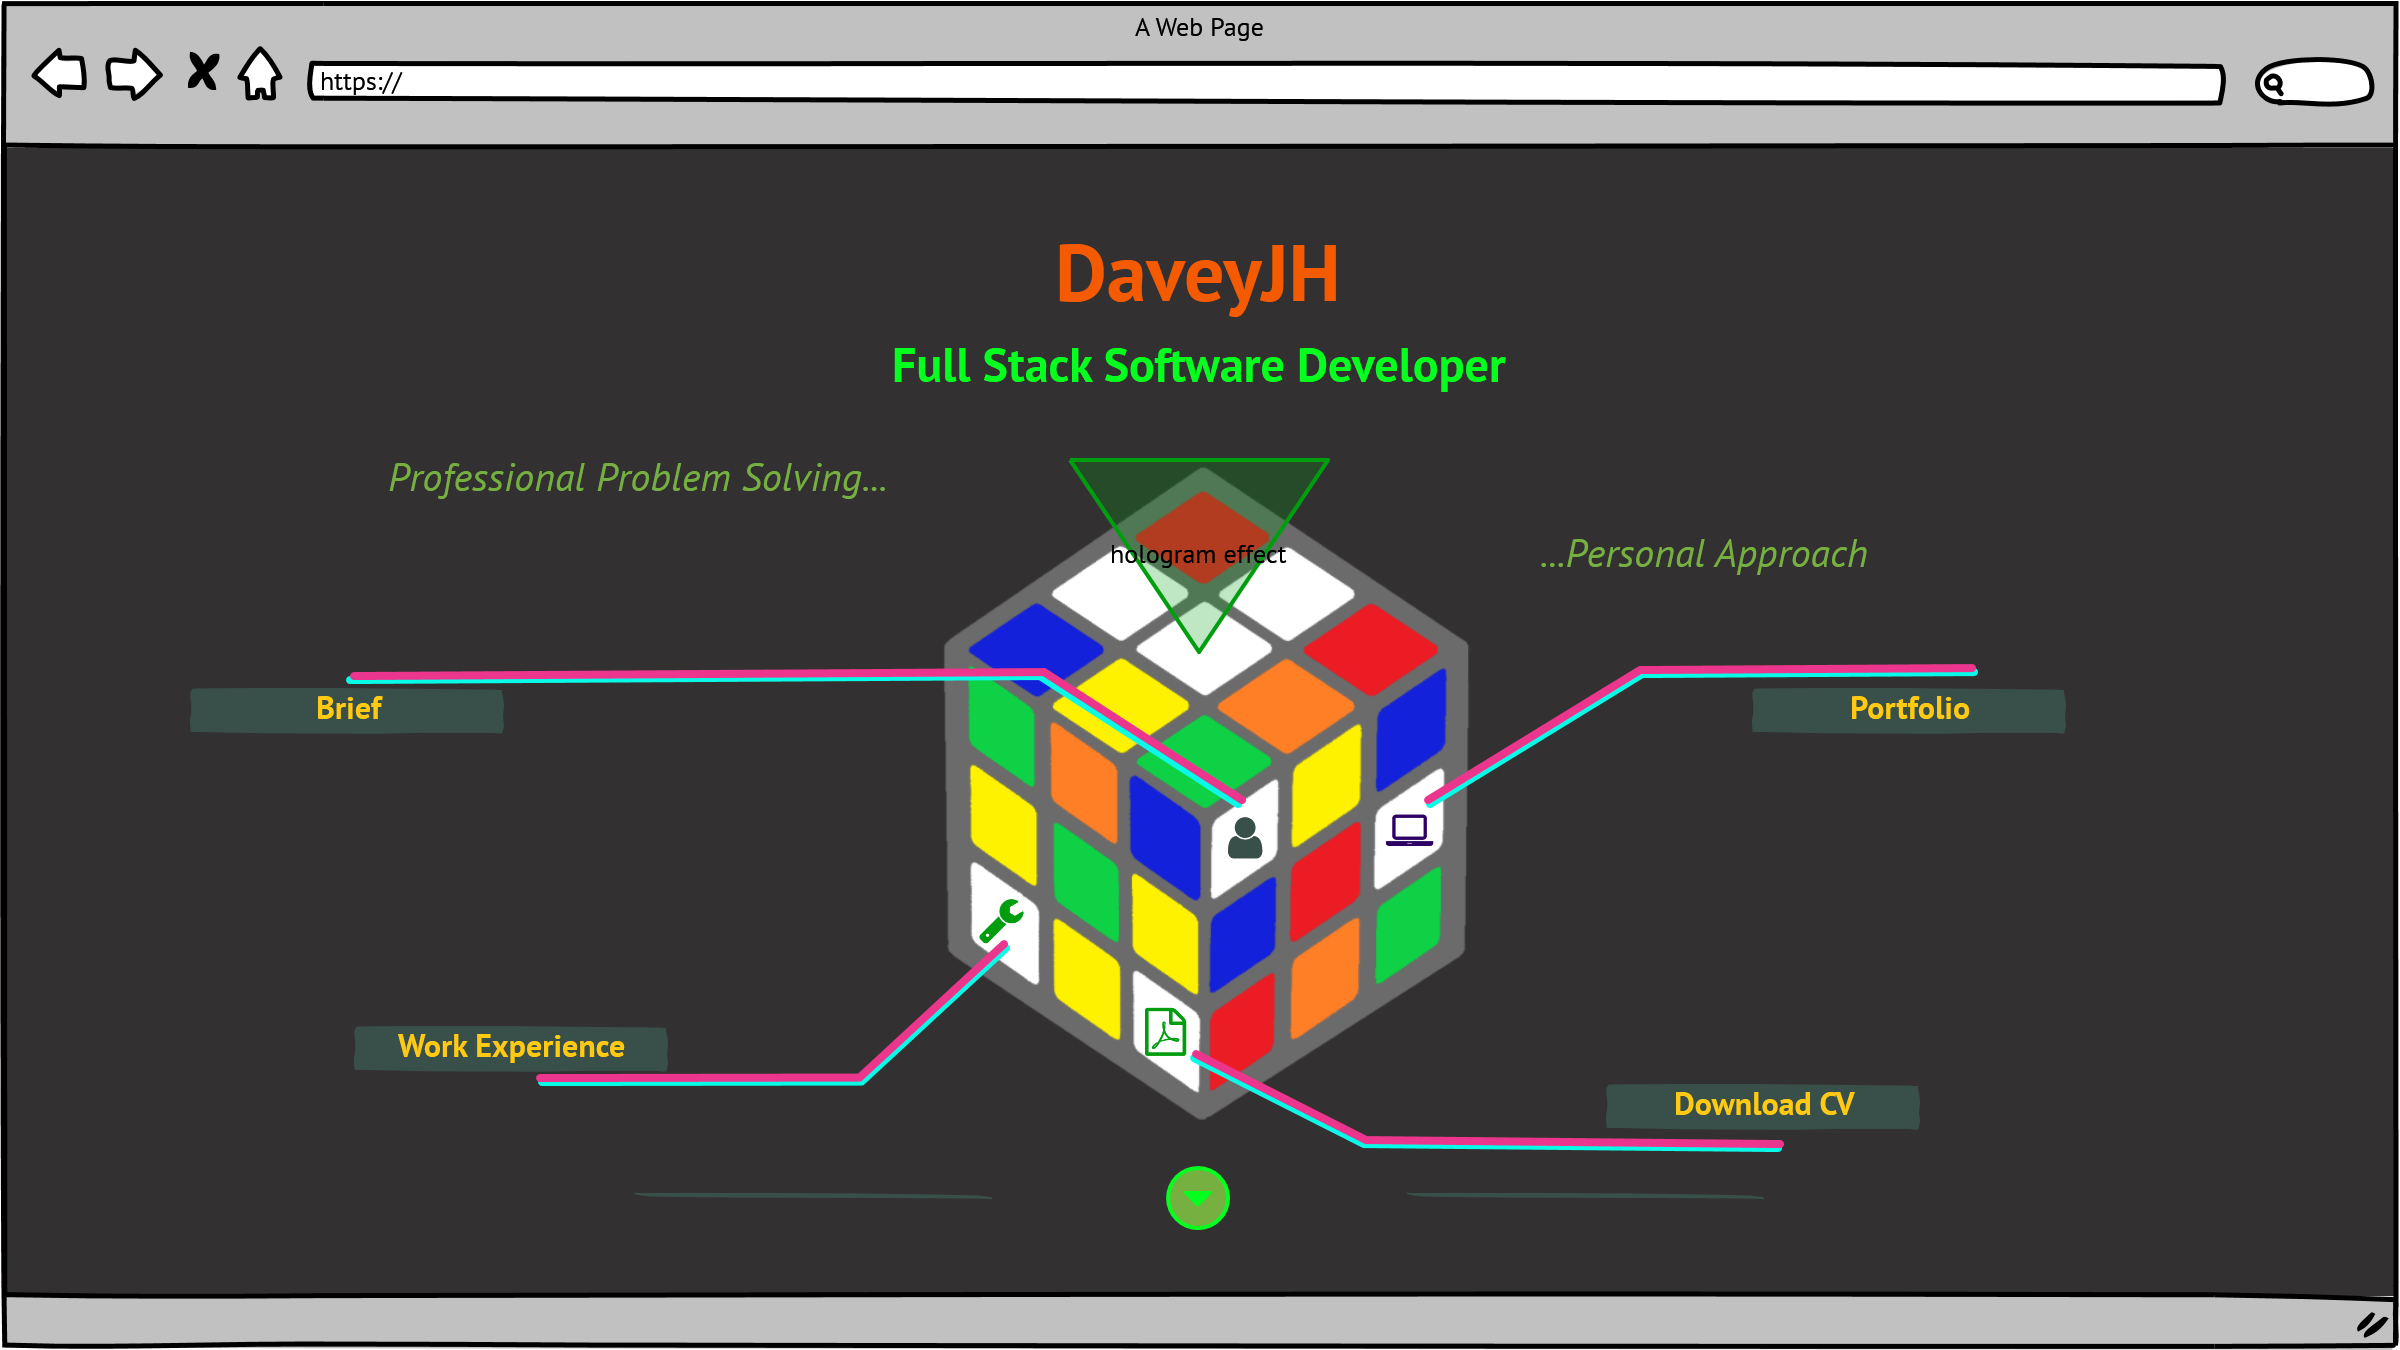 A Web Page
https://
DaveyJH
Full Stack Software Developer
Professional Problem Solving...
...Personal Approach
hologram effect
Brief
Portfolio
Work Experience
Download CV